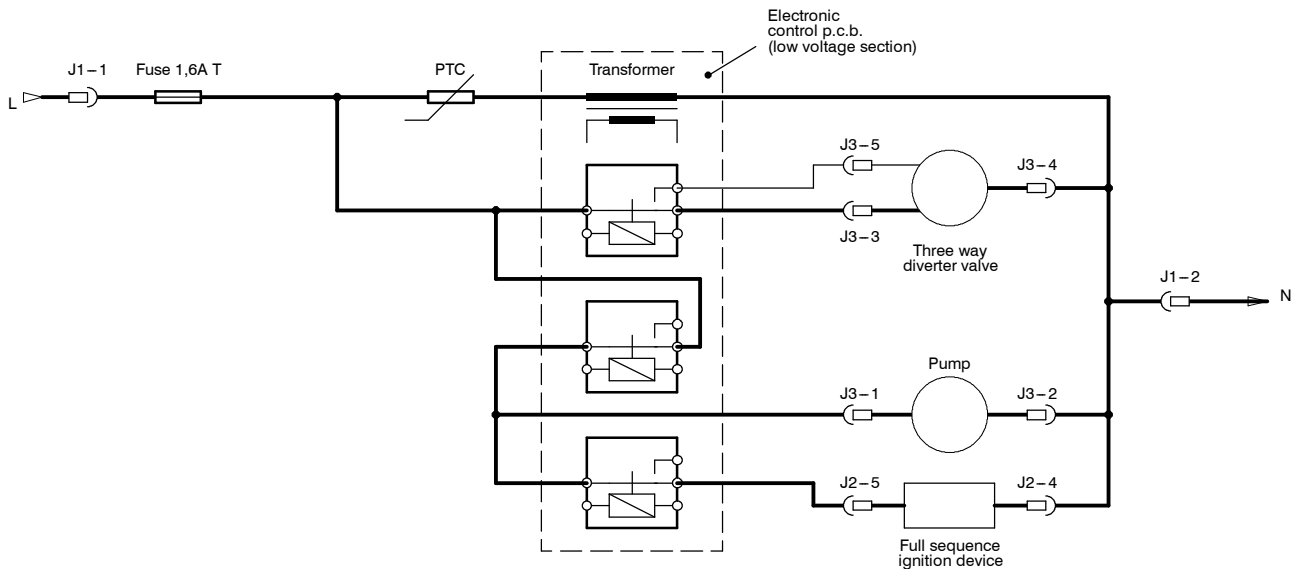 Electronic
control p.c.b.
(low voltage section)
J1–1
Fuse 1,6A T
PTC
Transformer
L
J3–5
J3–4
J3–3
Three way
diverter valve
J1–2
N
Pump
J3–1
J3–2
J2–5
J2–4
Full sequence
ignition device